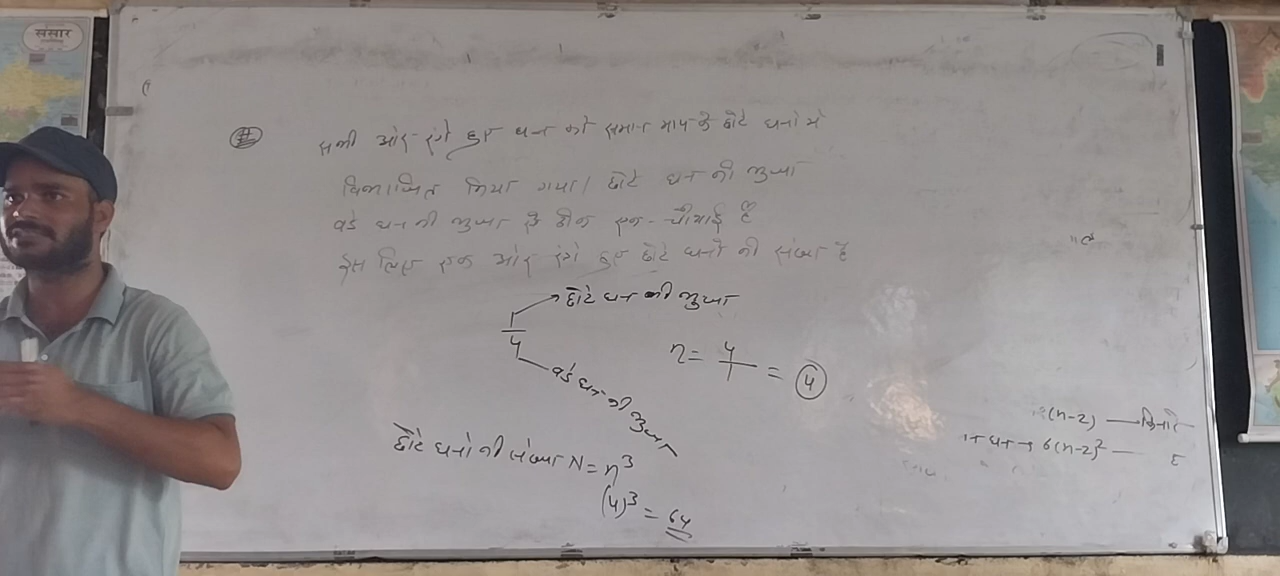 संसार
सभी ओर रंगे हुए घन को समान माप के छोटे घनों में
विभाजित किया गया। छोटे घन की भुजा
बड़े घन की भुजा के ठीक एक-चौथाई है
इस लिए एक ओर रंगे हुए छोटे घनों की संख्या है
1/4
छोटे घन की भुजा
बड़े घन की भुजा
n = 4/1 = 4
छोटे घनों की संख्या N = n³
(4)³ = 64
(n-2) — किनारे
घन → 6(n-2)² —